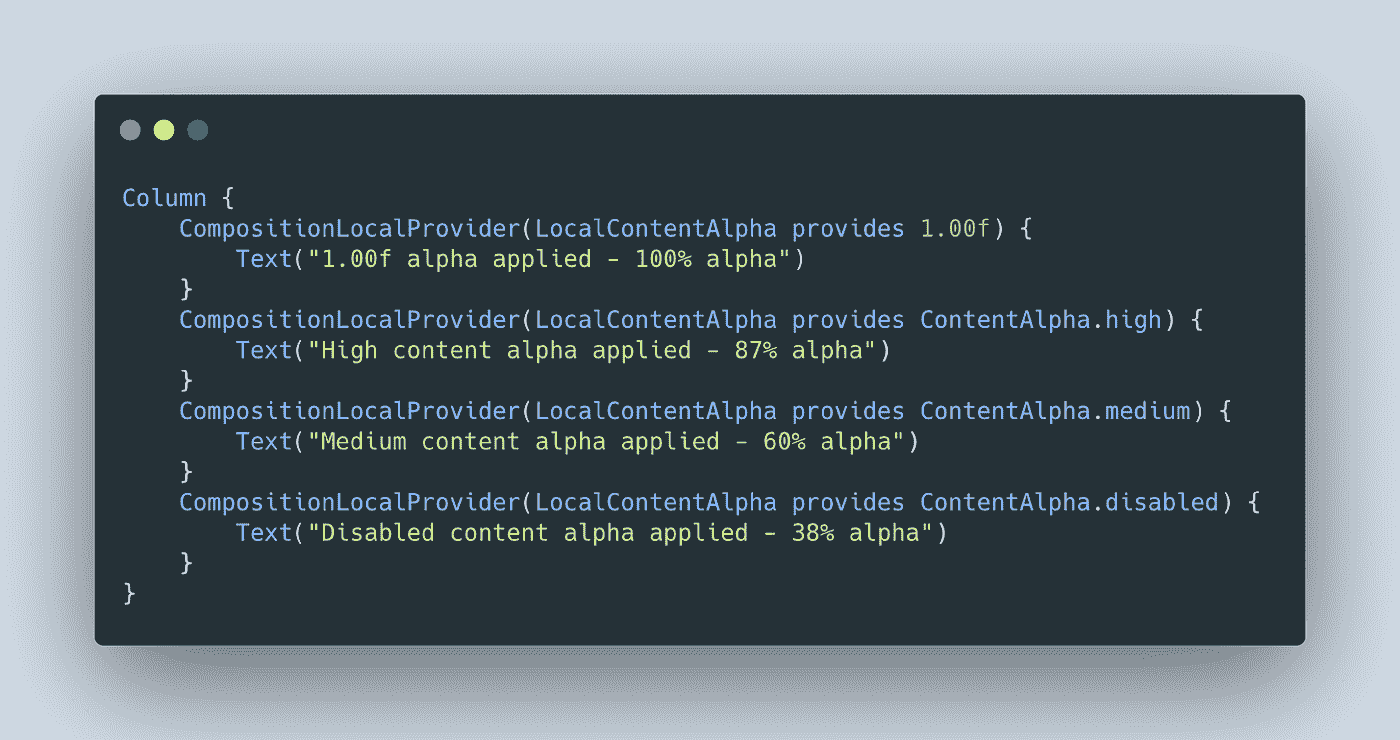 Column {
    CompositionLocalProvider(LocalContentAlpha provides 1.00f) {
        Text("1.00f alpha applied - 100% alpha")
    }
    CompositionLocalProvider(LocalContentAlpha provides ContentAlpha.high) {
        Text("High content alpha applied - 87% alpha")
    }
    CompositionLocalProvider(LocalContentAlpha provides ContentAlpha.medium) {
        Text("Medium content alpha applied - 60% alpha")
    }
    CompositionLocalProvider(LocalContentAlpha provides ContentAlpha.disabled) {
        Text("Disabled content alpha applied - 38% alpha")
    }
}